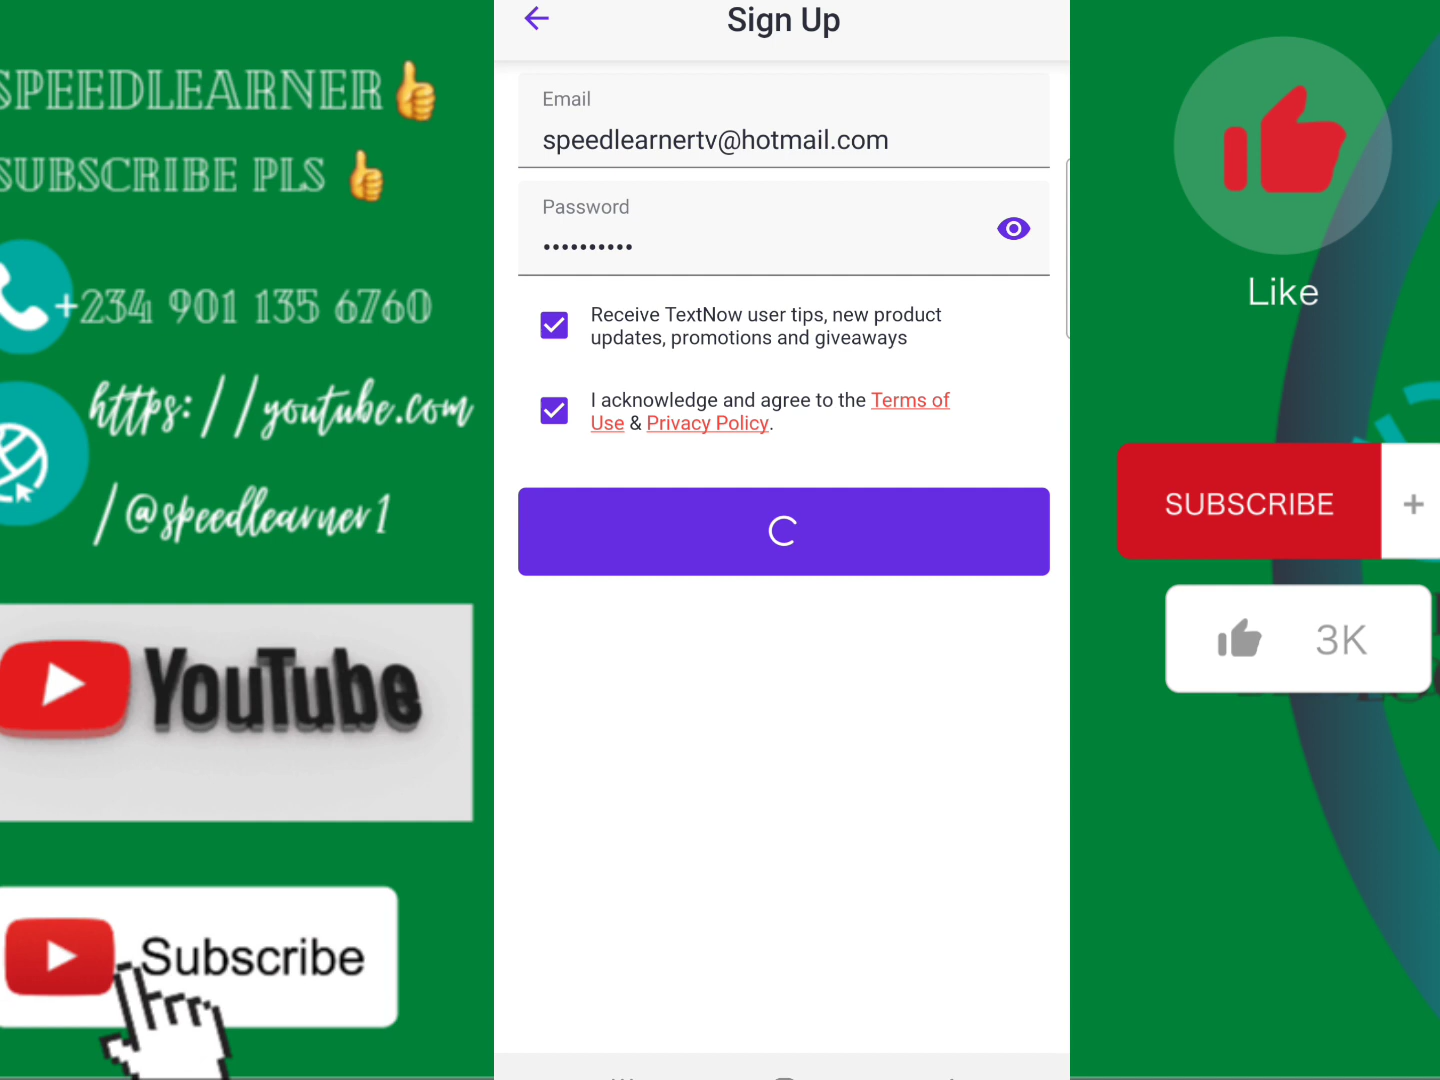 SPEEDLEARNER👍
SUBSCRIBE PLS 👍
+234 901 135 6760
https://youtube.com
/@speedlearner1
YouTube
Subscribe
Sign Up
Email
speedlearnertv@hotmail.com
Password
••••••••••
Receive TextNow user tips, new product
updates, promotions and giveaways
I acknowledge and agree to the Terms of
Use & Privacy Policy.
Like
SUBSCRIBE +
3K